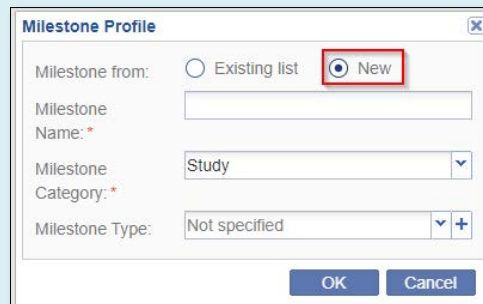 Milestone Profile
Milestone from: Existing list New
Milestone
Name: *
Milestone Study
Category: *
Milestone Type: Not specified
OK Cancel